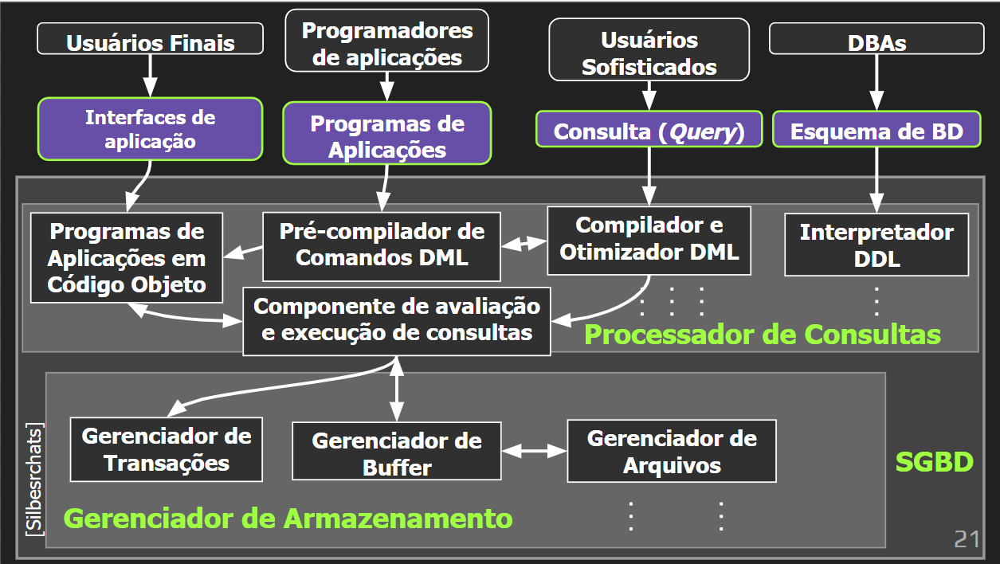 Usuários Finais
Programadores
de aplicações
Usuários
Sofisticados
DBAs
Interfaces de
aplicação
Programas de
Aplicações
Consulta (Query)
Esquema de BD
Programas de
Aplicações em
Código Objeto
Pré-compilador de
Comandos DML
Compilador e
Otimizador DML
Interpretador
DDL
Componente de avaliação
e execução de consultas
Processador de Consultas
Gerenciador de
Transações
Gerenciador de
Buffer
Gerenciador de
Arquivos
SGBD
Gerenciador de Armazenamento
[Silbesrchats]
21